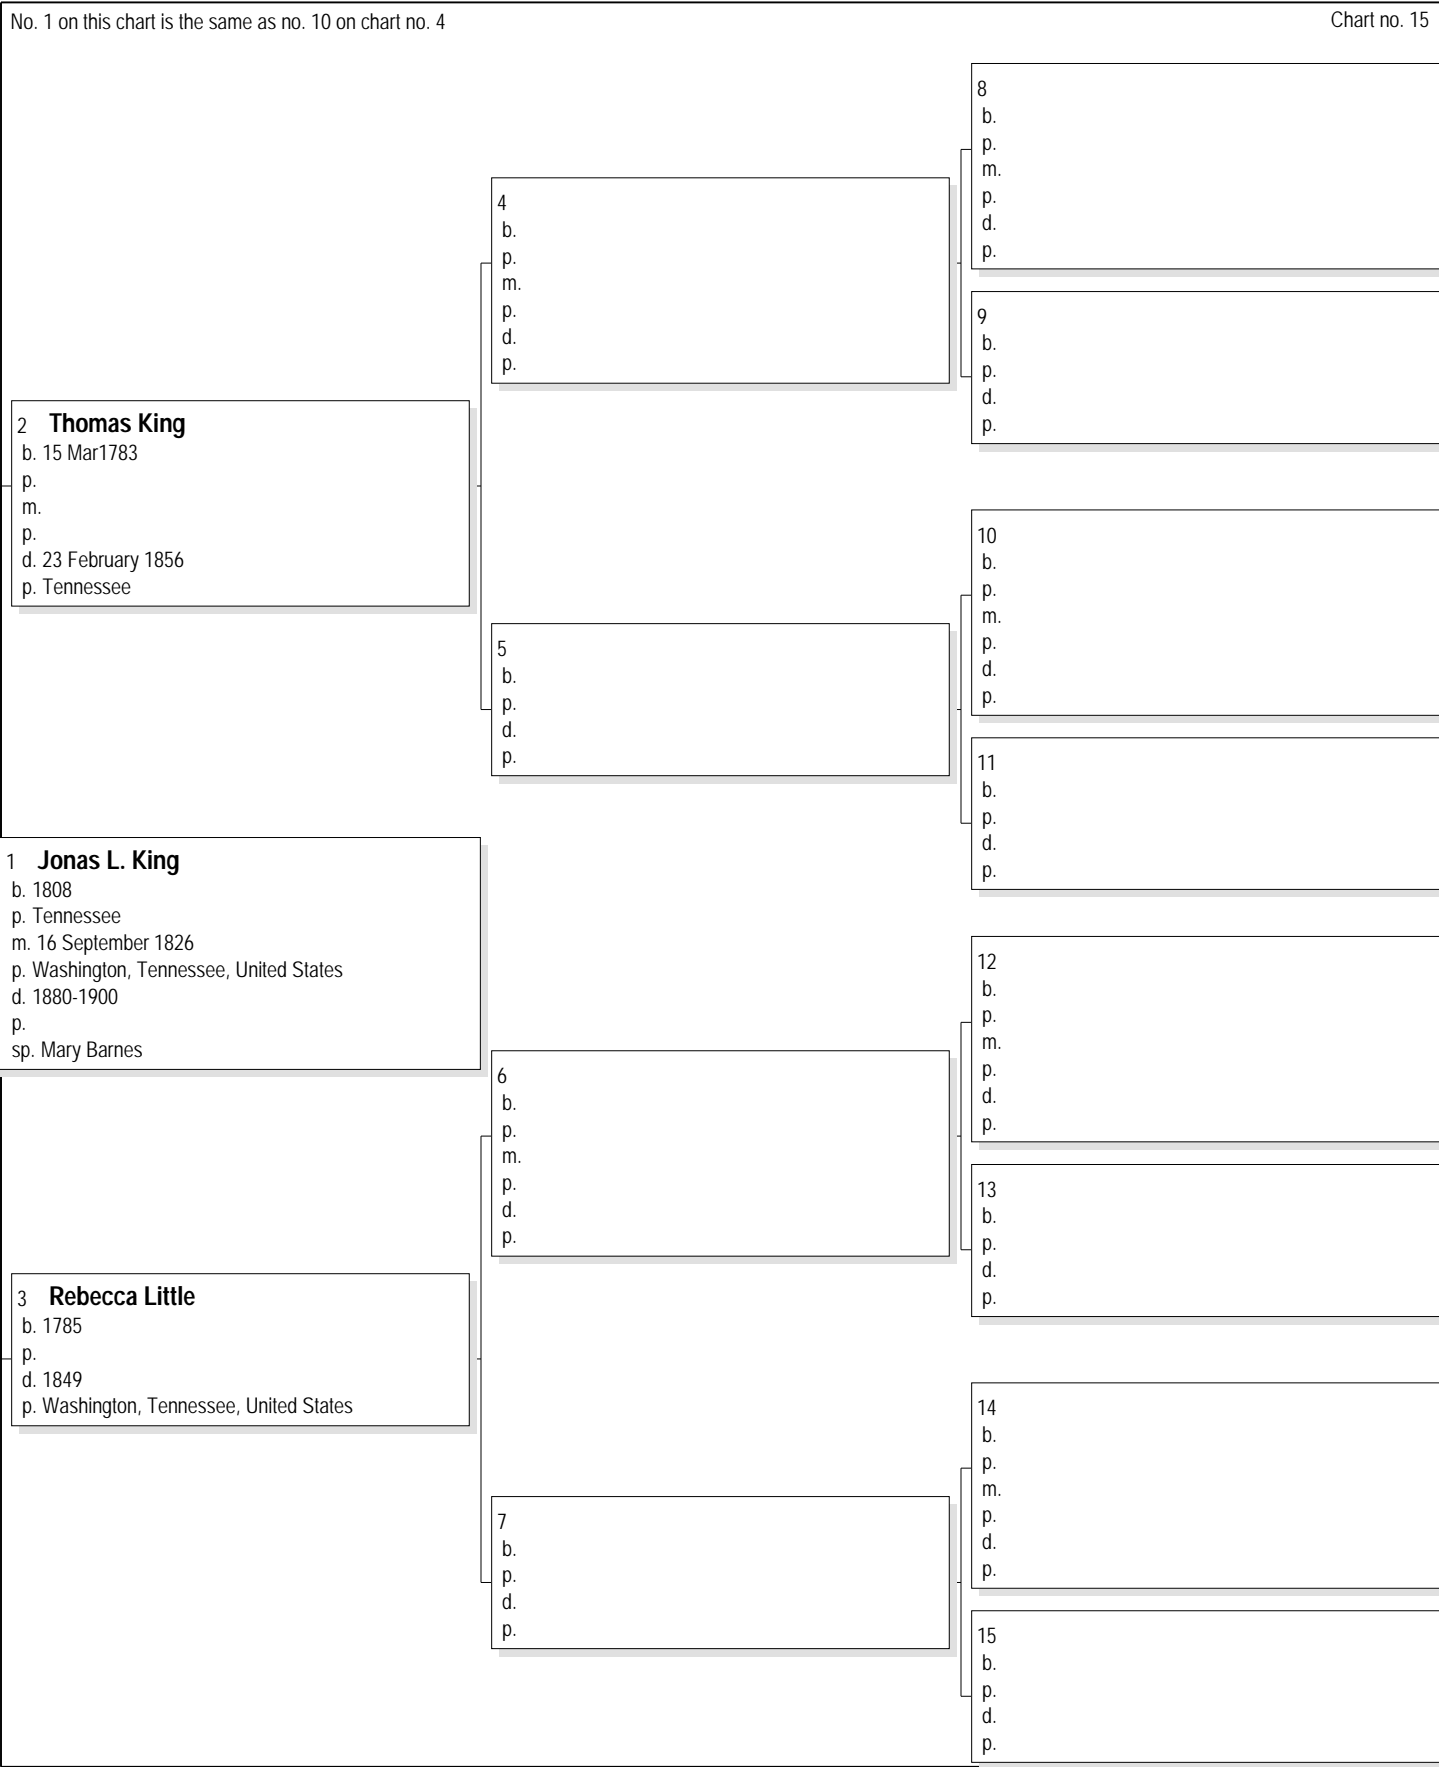 No. 1 on this chart is the same as no. 10 on chart no. 4
Chart no. 15
8
b.
p.
m.
p.
d.
p.
4
b.
p.
m.
p.
d.
p.
9
b.
p.
d.
p.
2 Thomas King
b. 15 Mar1783
p.
m.
p.
d. 23 February 1856
p. Tennessee
10
b.
p.
m.
p.
d.
p.
5
b.
p.
d.
p.
11
b.
p.
d.
p.
1 Jonas L. King
b. 1808
p. Tennessee
m. 16 September 1826
p. Washington, Tennessee, United States
d. 1880-1900
p.
sp. Mary Barnes
12
b.
p.
m.
p.
d.
p.
6
b.
p.
m.
p.
d.
p.
13
b.
p.
d.
p.
3 Rebecca Little
b. 1785
p.
d. 1849
p. Washington, Tennessee, United States
14
b.
p.
m.
p.
d.
p.
7
b.
p.
d.
p.
15
b.
p.
d.
p.